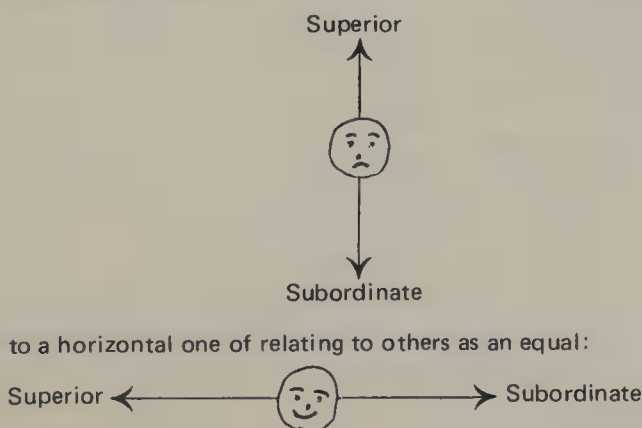 Superior
Subordinate
to a horizontal one of relating to others as an equal:
Superior Subordinate